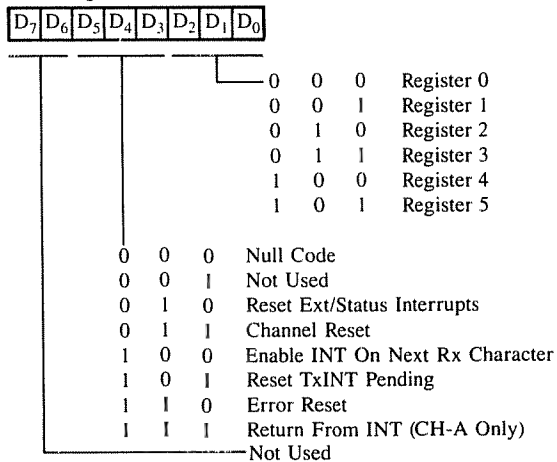 D7 D6 D5 D4 D3 D2 D1 D0
0 0 0 Register 0
0 0 1 Register 1
0 1 0 Register 2
0 1 1 Register 3
1 0 0 Register 4
1 0 1 Register 5
0 0 0 Null Code
0 0 1 Not Used
0 1 0 Reset Ext/Status Interrupts
0 1 1 Channel Reset
1 0 0 Enable INT On Next Rx Character
1 0 1 Reset TxINT Pending
1 1 0 Error Reset
1 1 1 Return From INT (CH-A Only)
Not Used